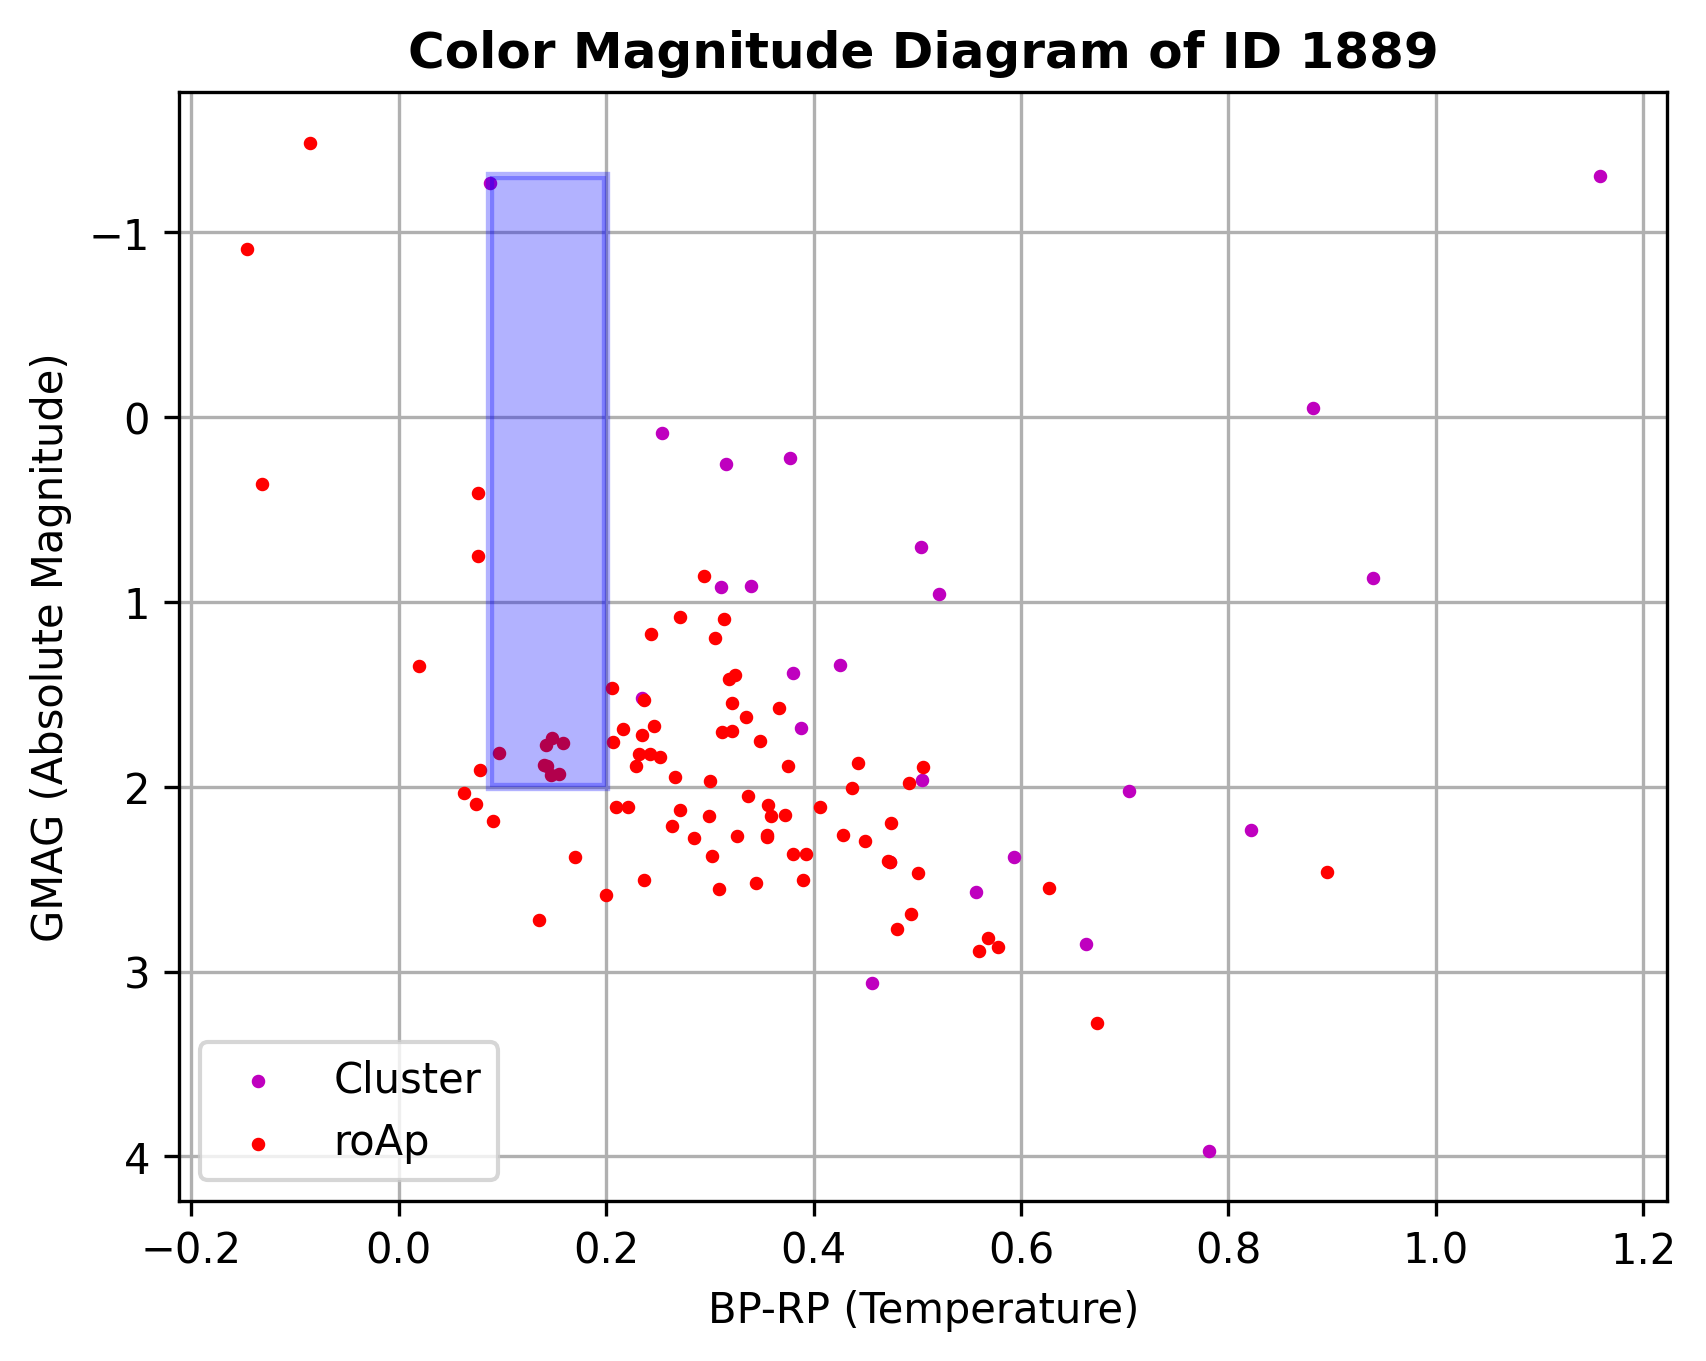 Color Magnitude Diagram of ID 1889
GMAG (Absolute Magnitude)
−1
0
1
2
3
4
Cluster
roAp
−0.2 0.0 0.2 0.4 0.6 0.8 1.0 1.2
BP-RP (Temperature)